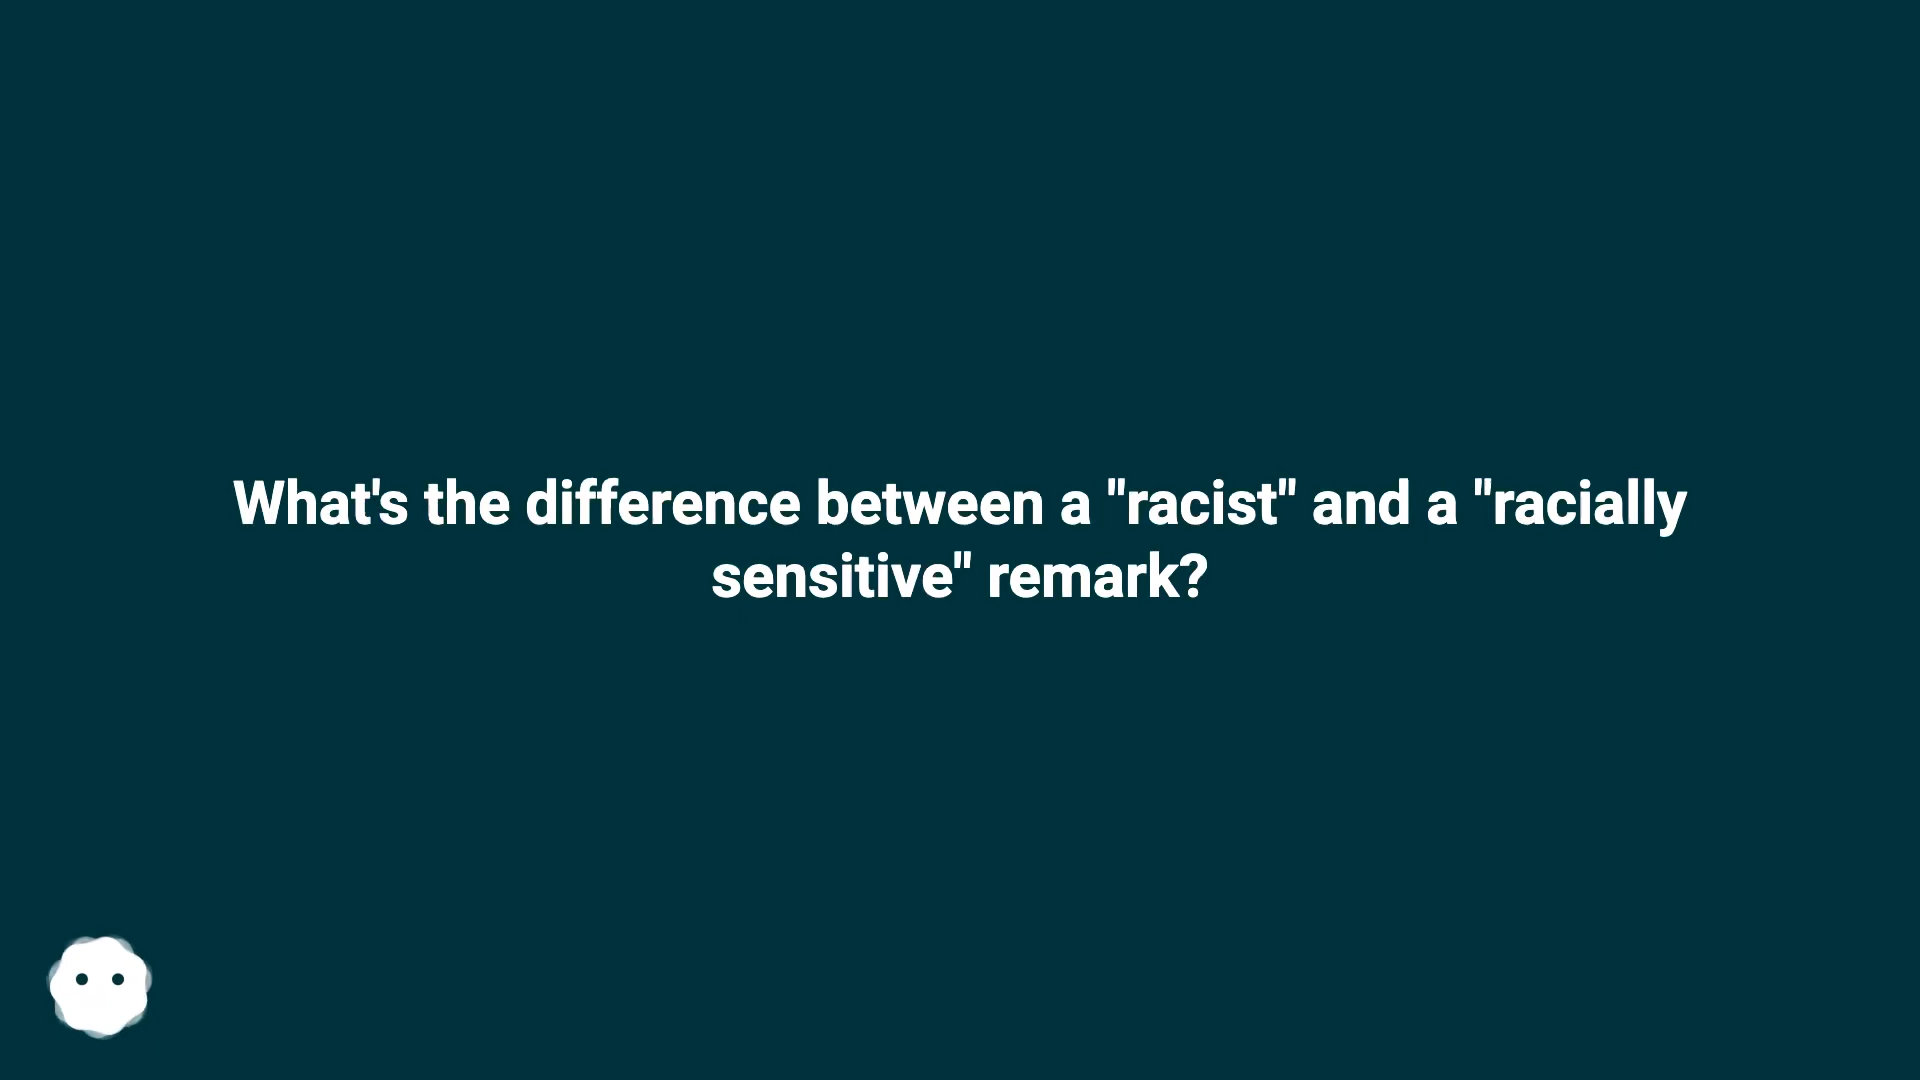 What's the difference between a "racist" and a "racially
sensitive" remark?